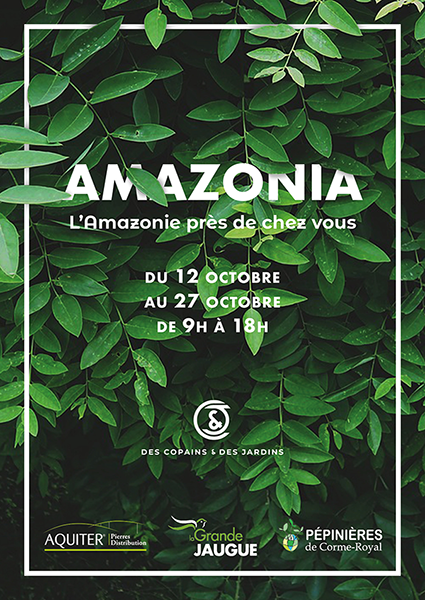 AMAZONIA
L'Amazonie près de chez vous
DU 12 OCTOBRE
AU 27 OCTOBRE
DE 9H À 18H
&
DES COPAINS & DES JARDINS
AQUITER Pierres Distribution
la Grande JAUGUE
PÉPINIÈRES
de Corme-Royal